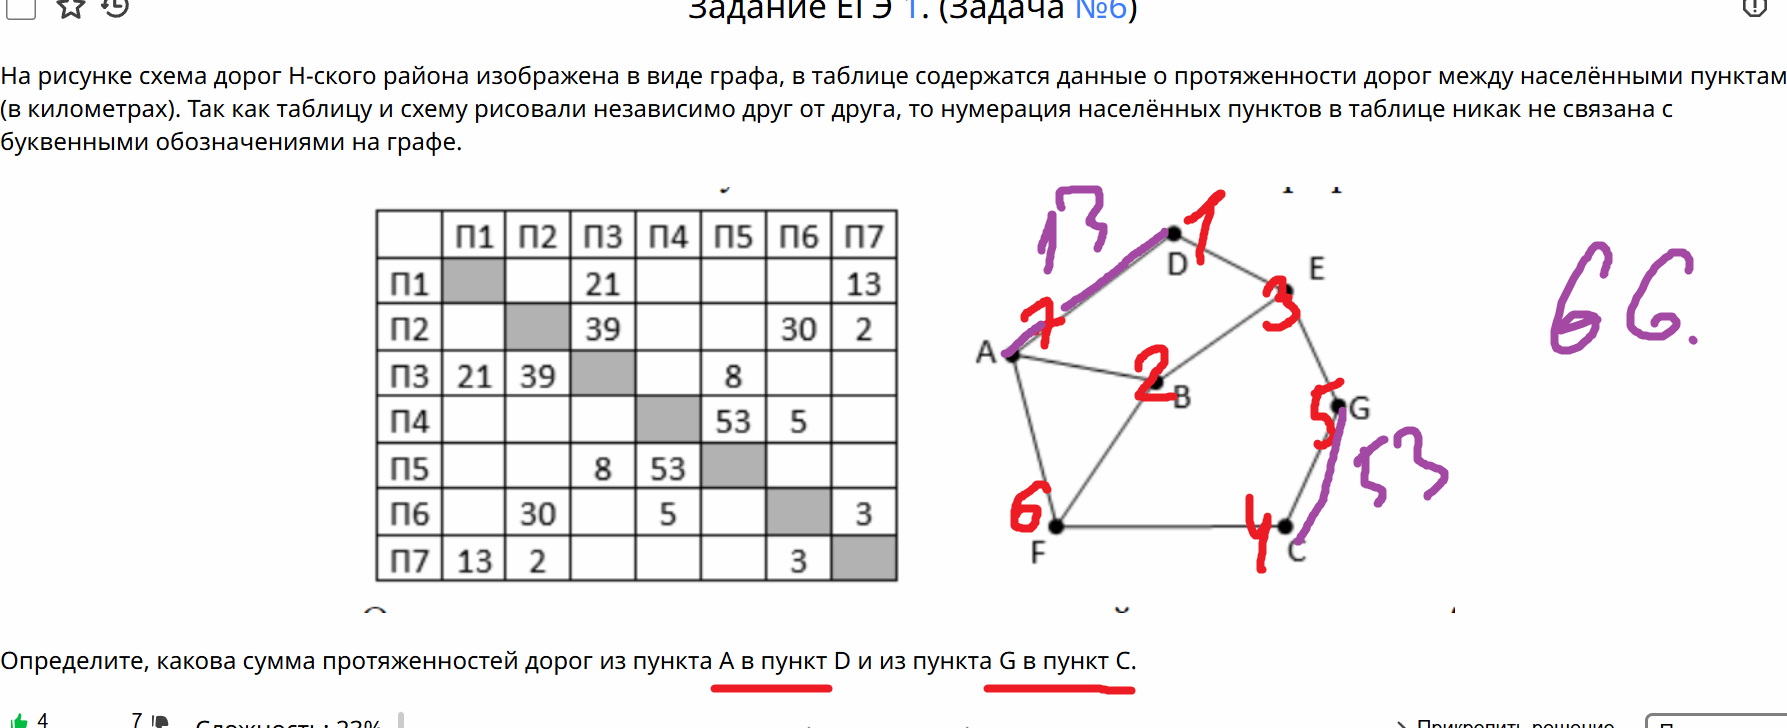 Задание ЕГЭ 1. (Задача №6)
На рисунке схема дорог Н-ского района изображена в виде графа, в таблице содержатся данные о протяженности дорог между населёнными пунктам
(в километрах). Так как таблицу и схему рисовали независимо друг от друга, то нумерация населённых пунктов в таблице никак не связана с
буквенными обозначениями на графе.
П1 П2 П3 П4 П5 П6 П7
П1 21 13
П2 39 30 2
П3 21 39 8
П4 53 5
П5 8 53
П6 30 5 3
П7 13 2 3
13
1
D
E
3
7
A
2
B
5
G
53
6
F
4
C
66.
Определите, какова сумма протяженностей дорог из пункта A в пункт D и из пункта G в пункт C.
4
7
Сложность: 23%
Прикрепить решение